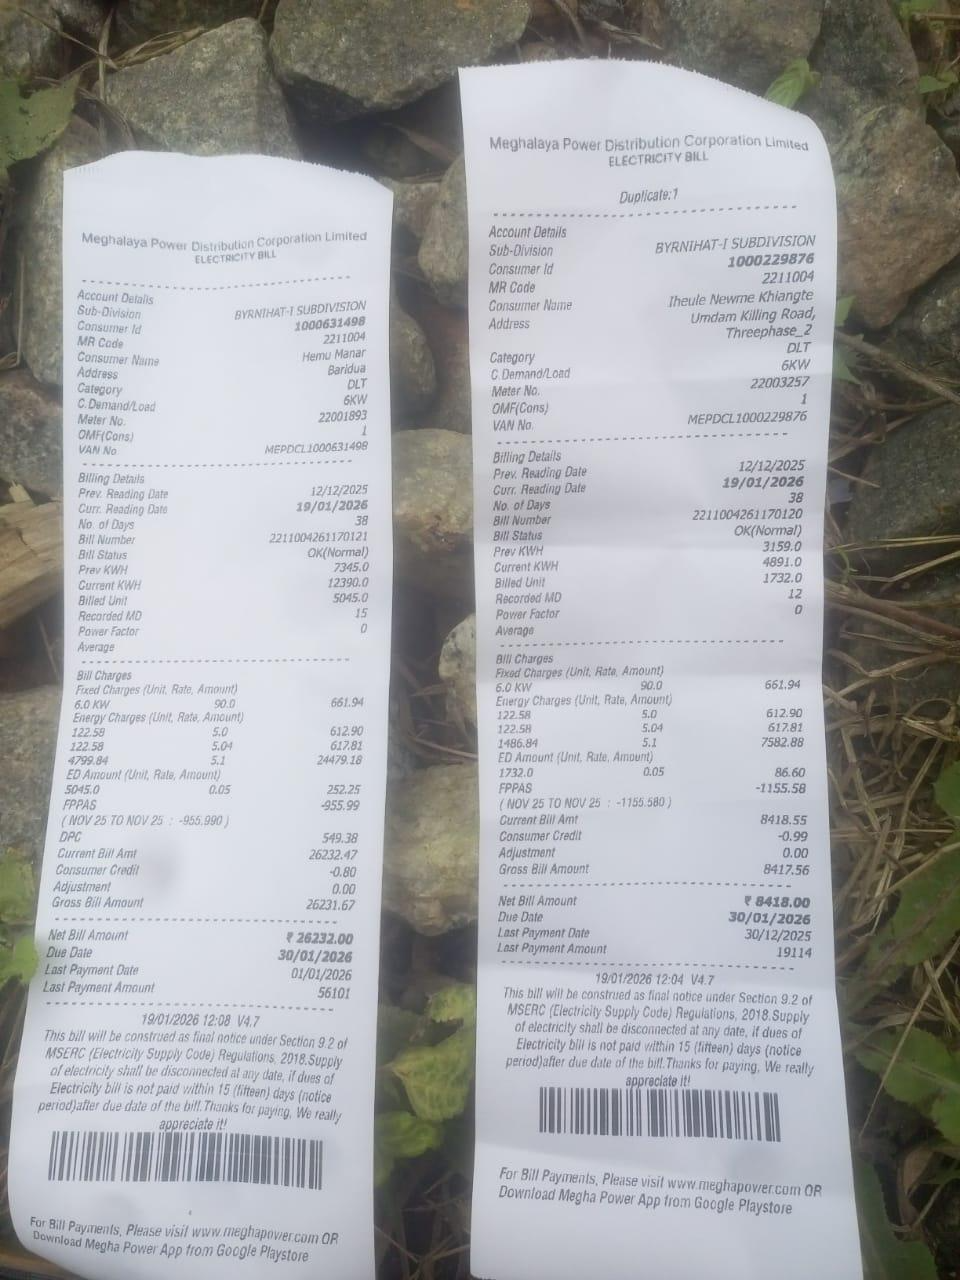 Meghalaya Power Distribution Corporation Limited
ELECTRICITY BILL
Account Details
Sub-Division BYRNIHAT-I SUBDIVISION
Consumer Id 1000631498
MR Code 2211004
Consumer Name Hemu Manar
Address Baridua
Category DLT
C.Demand/Load 6KW
Meter No. 22001893
OMF(Cons) 1
VAN No MEPDCL1000631498
Billing Details
Prev. Reading Date 12/12/2025
Curr. Reading Date 19/01/2026
No. of Days 38
Bill Number 2211004261170121
Bill Status OK(Normal)
Prev KWH 7345.0
Current KWH 12390.0
Billed Unit 5045.0
Recorded MD 15
Power Factor 0
Average
Bill Charges
Fixed Charges (Unit, Rate, Amount)
6.0 KW 90.0 661.94
Energy Charges (Unit, Rate, Amount)
122.58 5.0 612.90
122.58 5.04 617.81
4799.84 5.1 24479.18
ED Amount (Unit, Rate, Amount)
5045.0 0.05 252.25
FPPAS -955.99
( NOV 25 TO NOV 25 : -955.990 )
DPC 549.38
Current Bill Amt 26232.47
Consumer Credit -0.80
Adjustment 0.00
Gross Bill Amount 26231.67
Net Bill Amount ₹ 26232.00
Due Date 30/01/2026
Last Payment Date 01/01/2026
Last Payment Amount 56101
19/01/2026 12:08 V4.7
This bill will be construed as final notice under Section 9.2 of
MSERC (Electricity Supply Code) Regulations, 2018.Supply
of electricity shall be disconnected at any date, if dues of
Electricity bill is not paid within 15 (fifteen) days (notice
period)after due date of the bill.Thanks for paying, We really
appreciate it!
For Bill Payments, Please visit www.meghapower.com OR
Download Megha Power App from Google Playstore
Meghalaya Power Distribution Corporation Limited
ELECTRICITY BILL
Duplicate:1
Account Details
Sub-Division BYRNIHAT-I SUBDIVISION
Consumer Id 1000229876
MR Code 2211004
Consumer Name Iheule Newme Khiangte
Address Umdam Killing Road,
Threephase_2
Category DLT
C.Demand/Load 6KW
Meter No. 22003257
OMF(Cons) 1
VAN No. MEPDCL1000229876
Billing Details
Prev. Reading Date 12/12/2025
Curr. Reading Date 19/01/2026
No. of Days 38
Bill Number 2211004261170120
Bill Status OK(Normal)
Prev KWH 3159.0
Current KWH 4891.0
Billed Unit 1732.0
Recorded MD 12
Power Factor 0
Average
Bill Charges
Fixed Charges (Unit, Rate, Amount)
6.0 KW 90.0 661.94
Energy Charges (Unit, Rate, Amount)
122.58 5.0 612.90
122.58 5.04 617.81
1486.84 5.1 7582.88
ED Amount (Unit, Rate, Amount)
1732.0 0.05 86.60
FPPAS -1155.58
( NOV 25 TO NOV 25 : -1155.580 )
Current Bill Amt 8418.55
Consumer Credit -0.99
Adjustment 0.00
Gross Bill Amount 8417.56
Net Bill Amount ₹ 8418.00
Due Date 30/01/2026
Last Payment Date 30/12/2025
Last Payment Amount 19114
19/01/2026 12:04 V4.7
This bill will be construed as final notice under Section 9.2 of
MSERC (Electricity Supply Code) Regulations, 2018.Supply
of electricity shall be disconnected at any date, if dues of
Electricity bill is not paid within 15 (fifteen) days (notice
period)after due date of the bill.Thanks for paying, We really
appreciate it!
For Bill Payments, Please visit www.meghapower.com OR
Download Megha Power App from Google Playstore